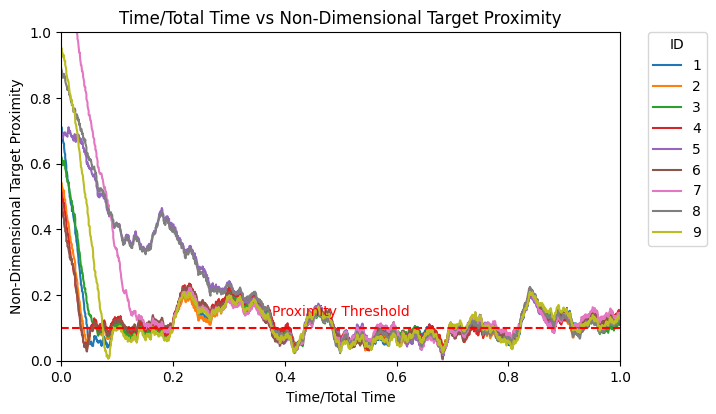 Time/Total Time vs Non-Dimensional Target Proximity
Non-Dimensional Target Proximity
1.0
0.8
0.6
0.4
0.2
0.0
Proximity Threshold
0.0 0.2 0.4 0.6 0.8 1.0
Time/Total Time
ID
1
2
3
4
5
6
7
8
9